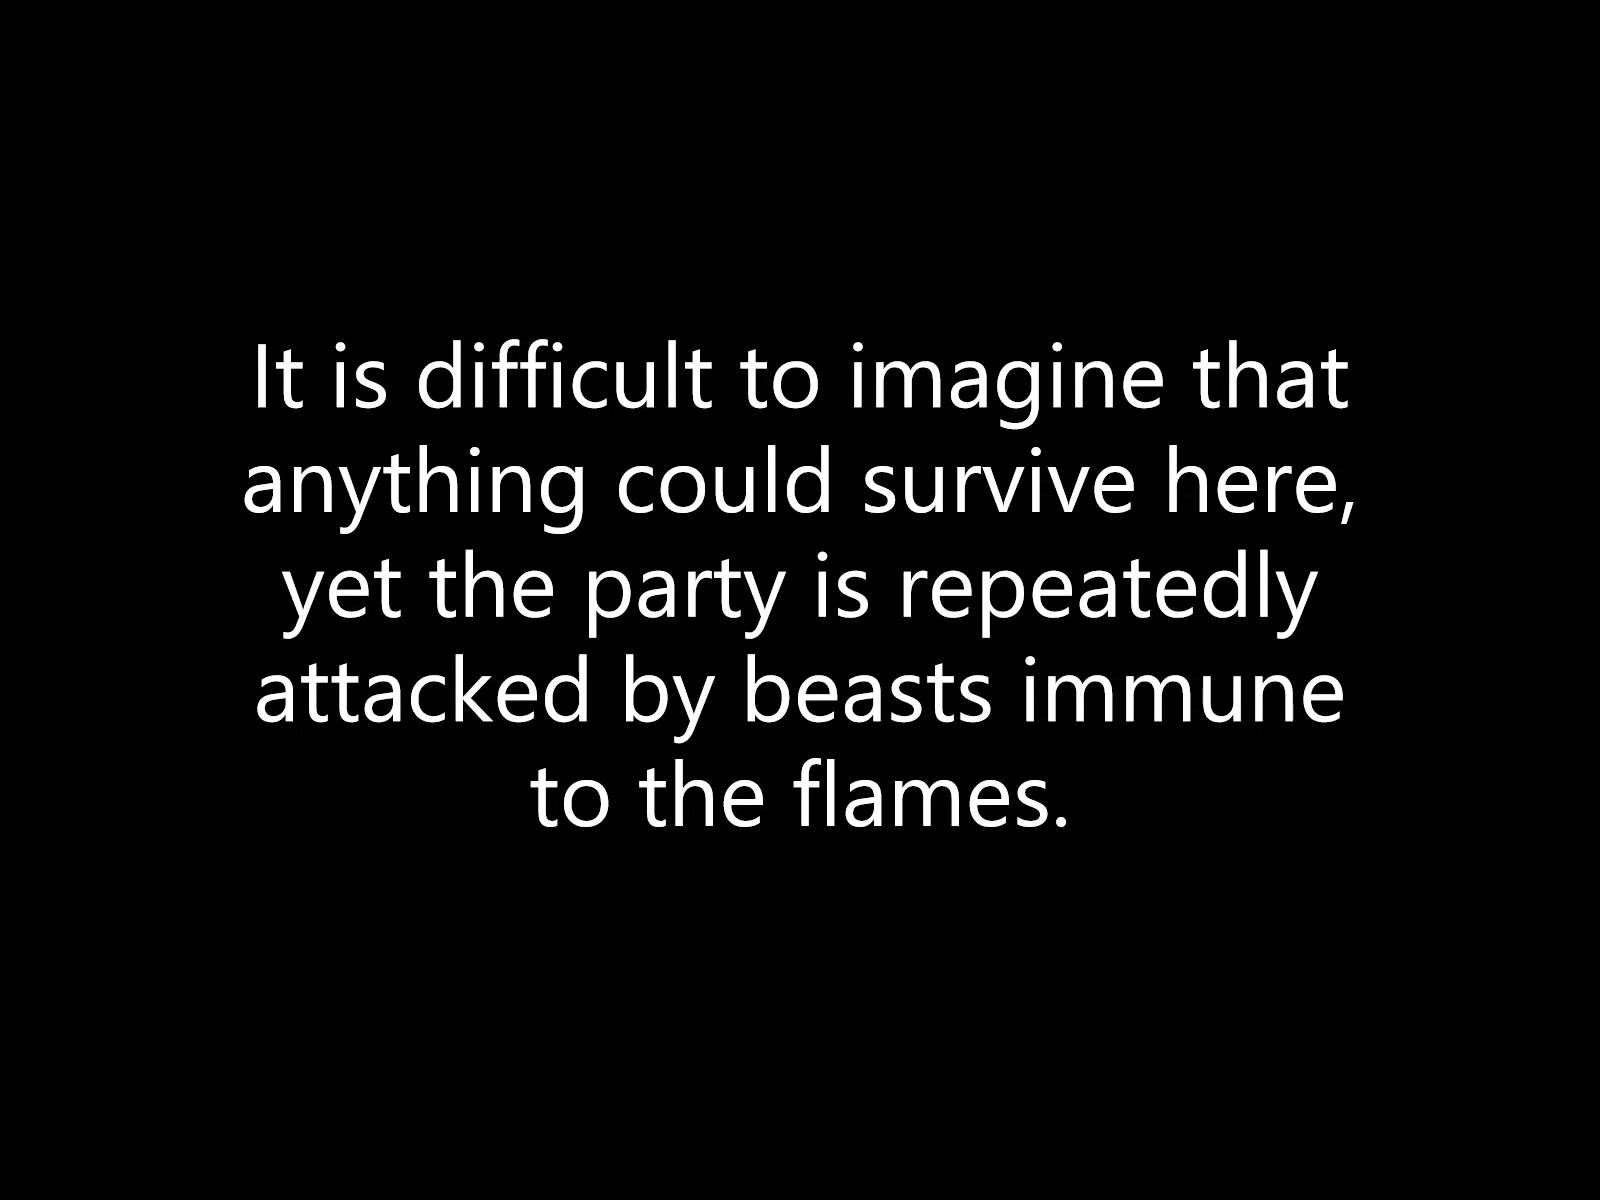 It is difficult to imagine that
anything could survive here,
yet the party is repeatedly
attacked by beasts immune
to the flames.